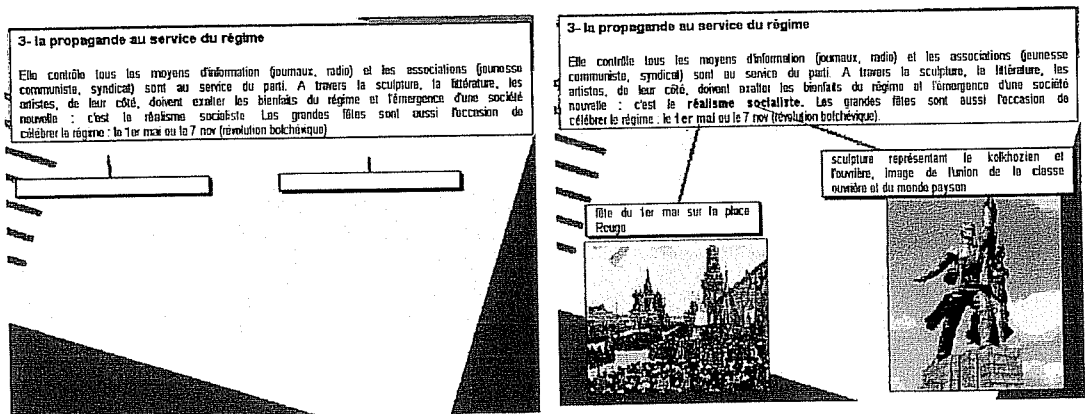 3- la propagande au service du régime
Elle contrôle tous les moyens d'information (journaux, radio) et les associations (jeunesse
communiste, syndicat) sont au service du parti. A travers la sculpture, la littérature, les
artistes, de leur côté, doivent exalter les bienfaits du régime et l'émergence d'une société
nouvelle : c'est le réalisme socialiste Les grandes fêtes sont aussi l'occasion de
célébrer le régime : le 1er mai ou le 7 nov (révolution bolchévique)
3- la propagande au service du régime
Elle contrôle tous les moyens d'information (journaux, radio) et les associations (jeunesse
communiste, syndicat) sont au service du parti. A travers la sculpture, la littérature, les
artistes, de leur côté, doivent exalter les bienfaits du régime et l'émergence d'une société
nouvelle : c'est le réalisme socialiste. Les grandes fêtes sont aussi l'occasion de
célébrer le régime : le 1er mai ou le 7 nov (révolution bolchévique).
sculpture représentant le kolkhozien et
l'ouvrière, image de l'union de la classe
ouvrière et du monde paysan
fête du 1er mai sur la place
Rouge